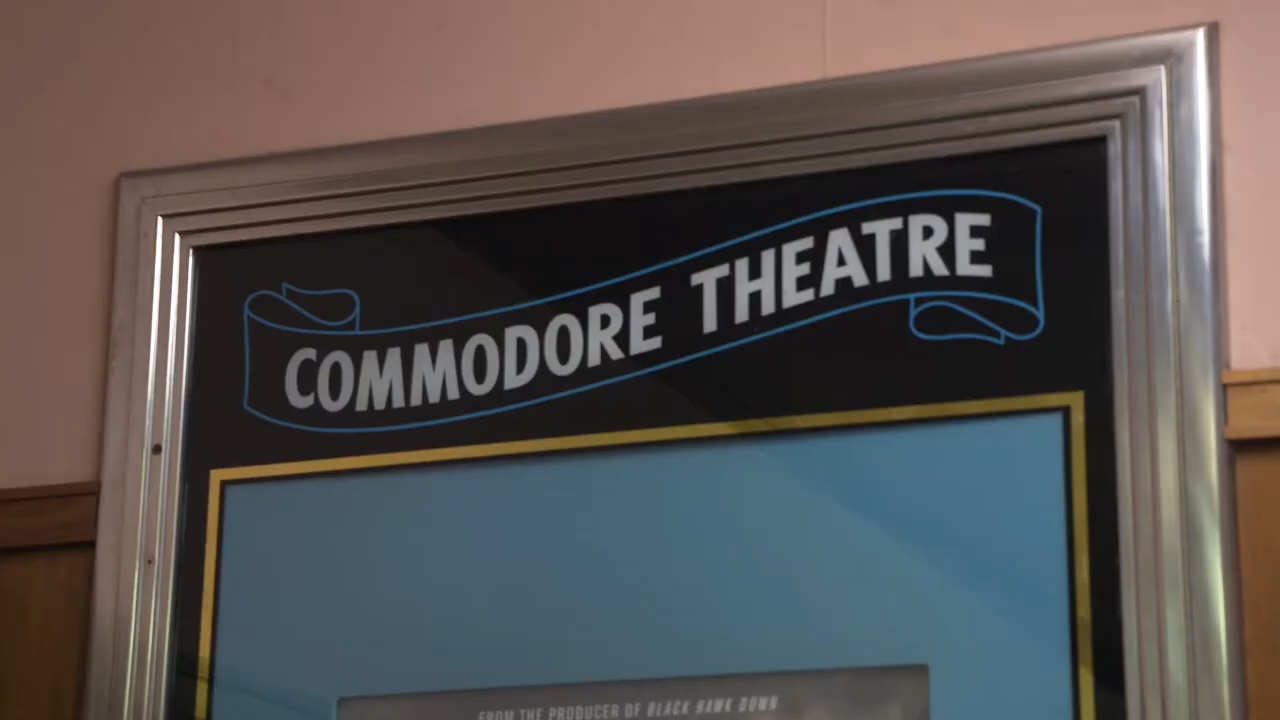 COMMODORE THEATRE
FROM THE PRODUCER OF BLACK HAWK DOWN